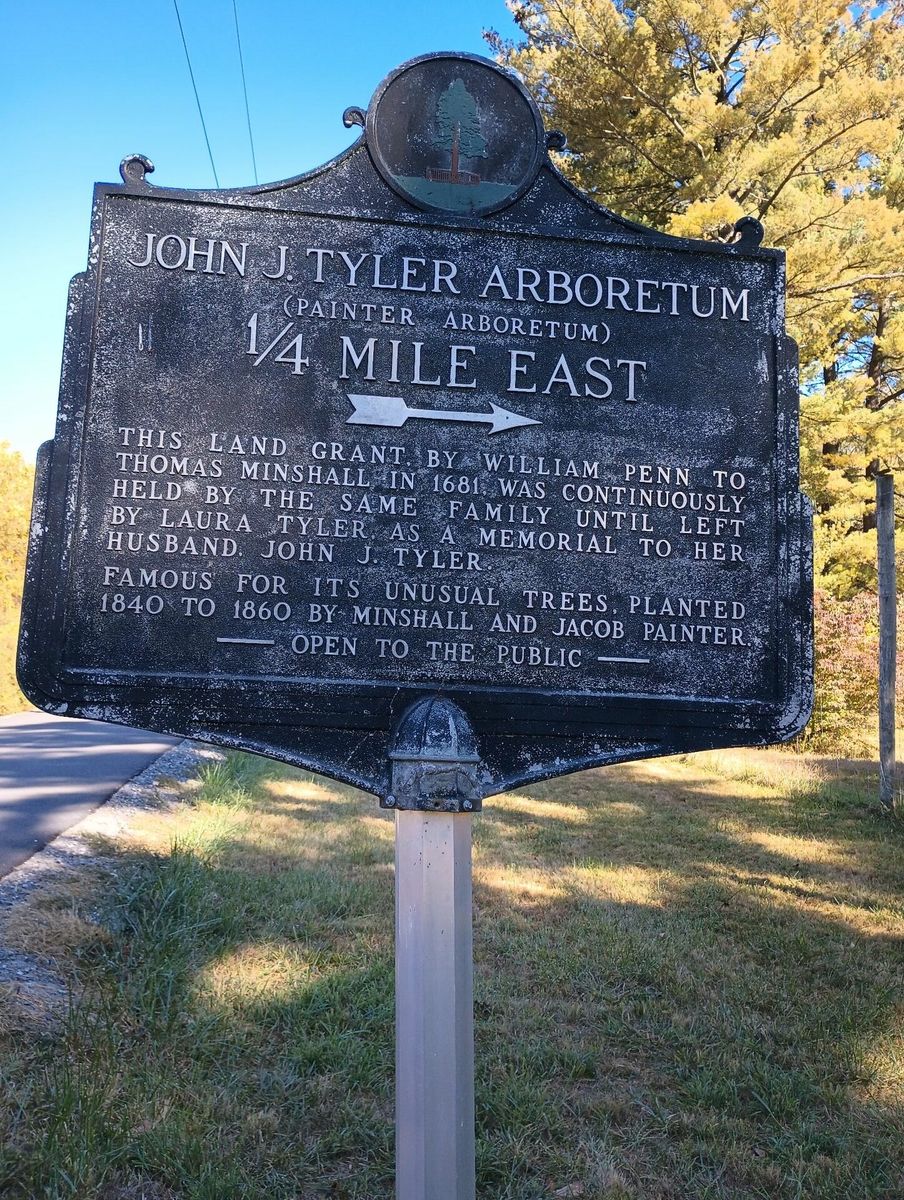 JOHN J. TYLER ARBORETUM
(PAINTER ARBORETUM)
1/4 MILE EAST
THIS LAND GRANT, BY WILLIAM PENN TO
THOMAS MINSHALL, IN 1681, WAS CONTINUOUSLY
HELD BY THE SAME FAMILY UNTIL LEFT
BY LAURA TYLER, AS A MEMORIAL TO HER
HUSBAND, JOHN J. TYLER.
FAMOUS FOR ITS UNUSUAL TREES, PLANTED
1840 TO 1860 BY MINSHALL AND JACOB PAINTER.
OPEN TO THE PUBLIC